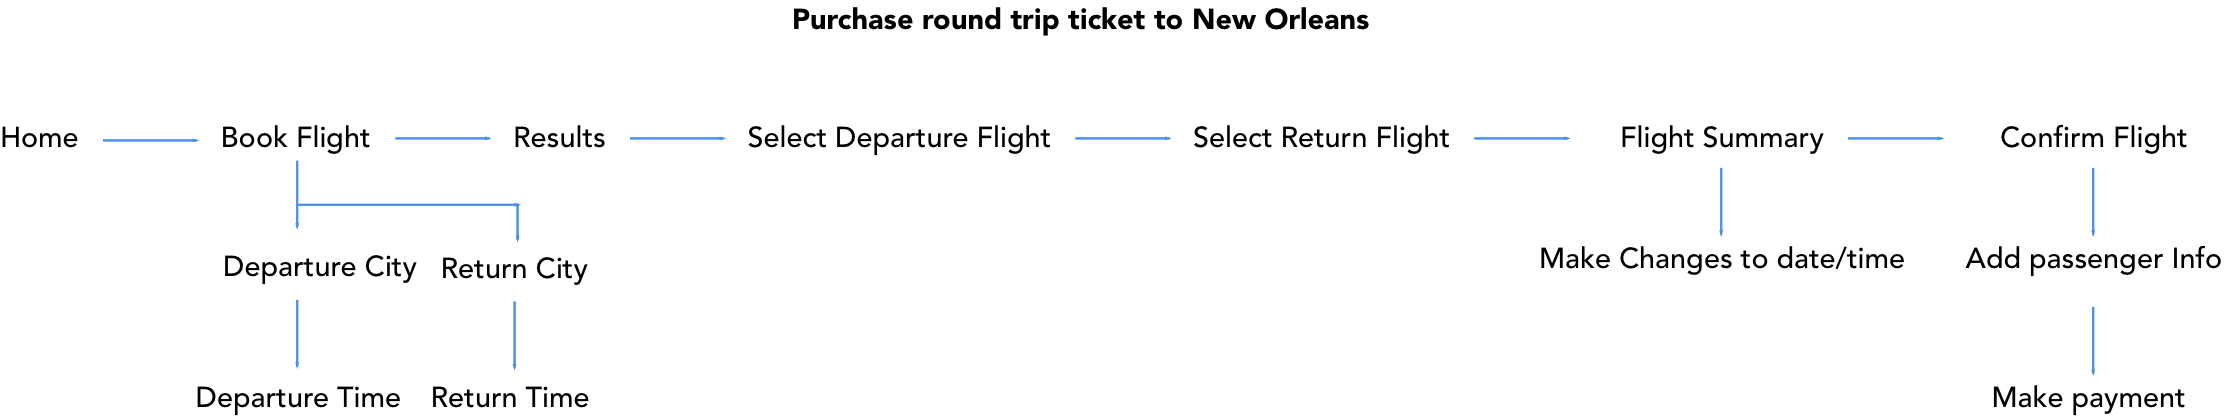 Purchase round trip ticket to New Orleans
Home
Book Flight
Results
Select Departure Flight
Select Return Flight
Flight Summary
Confirm Flight
Departure City
Return City
Make Changes to date/time
Add passenger Info
Departure Time
Return Time
Make payment